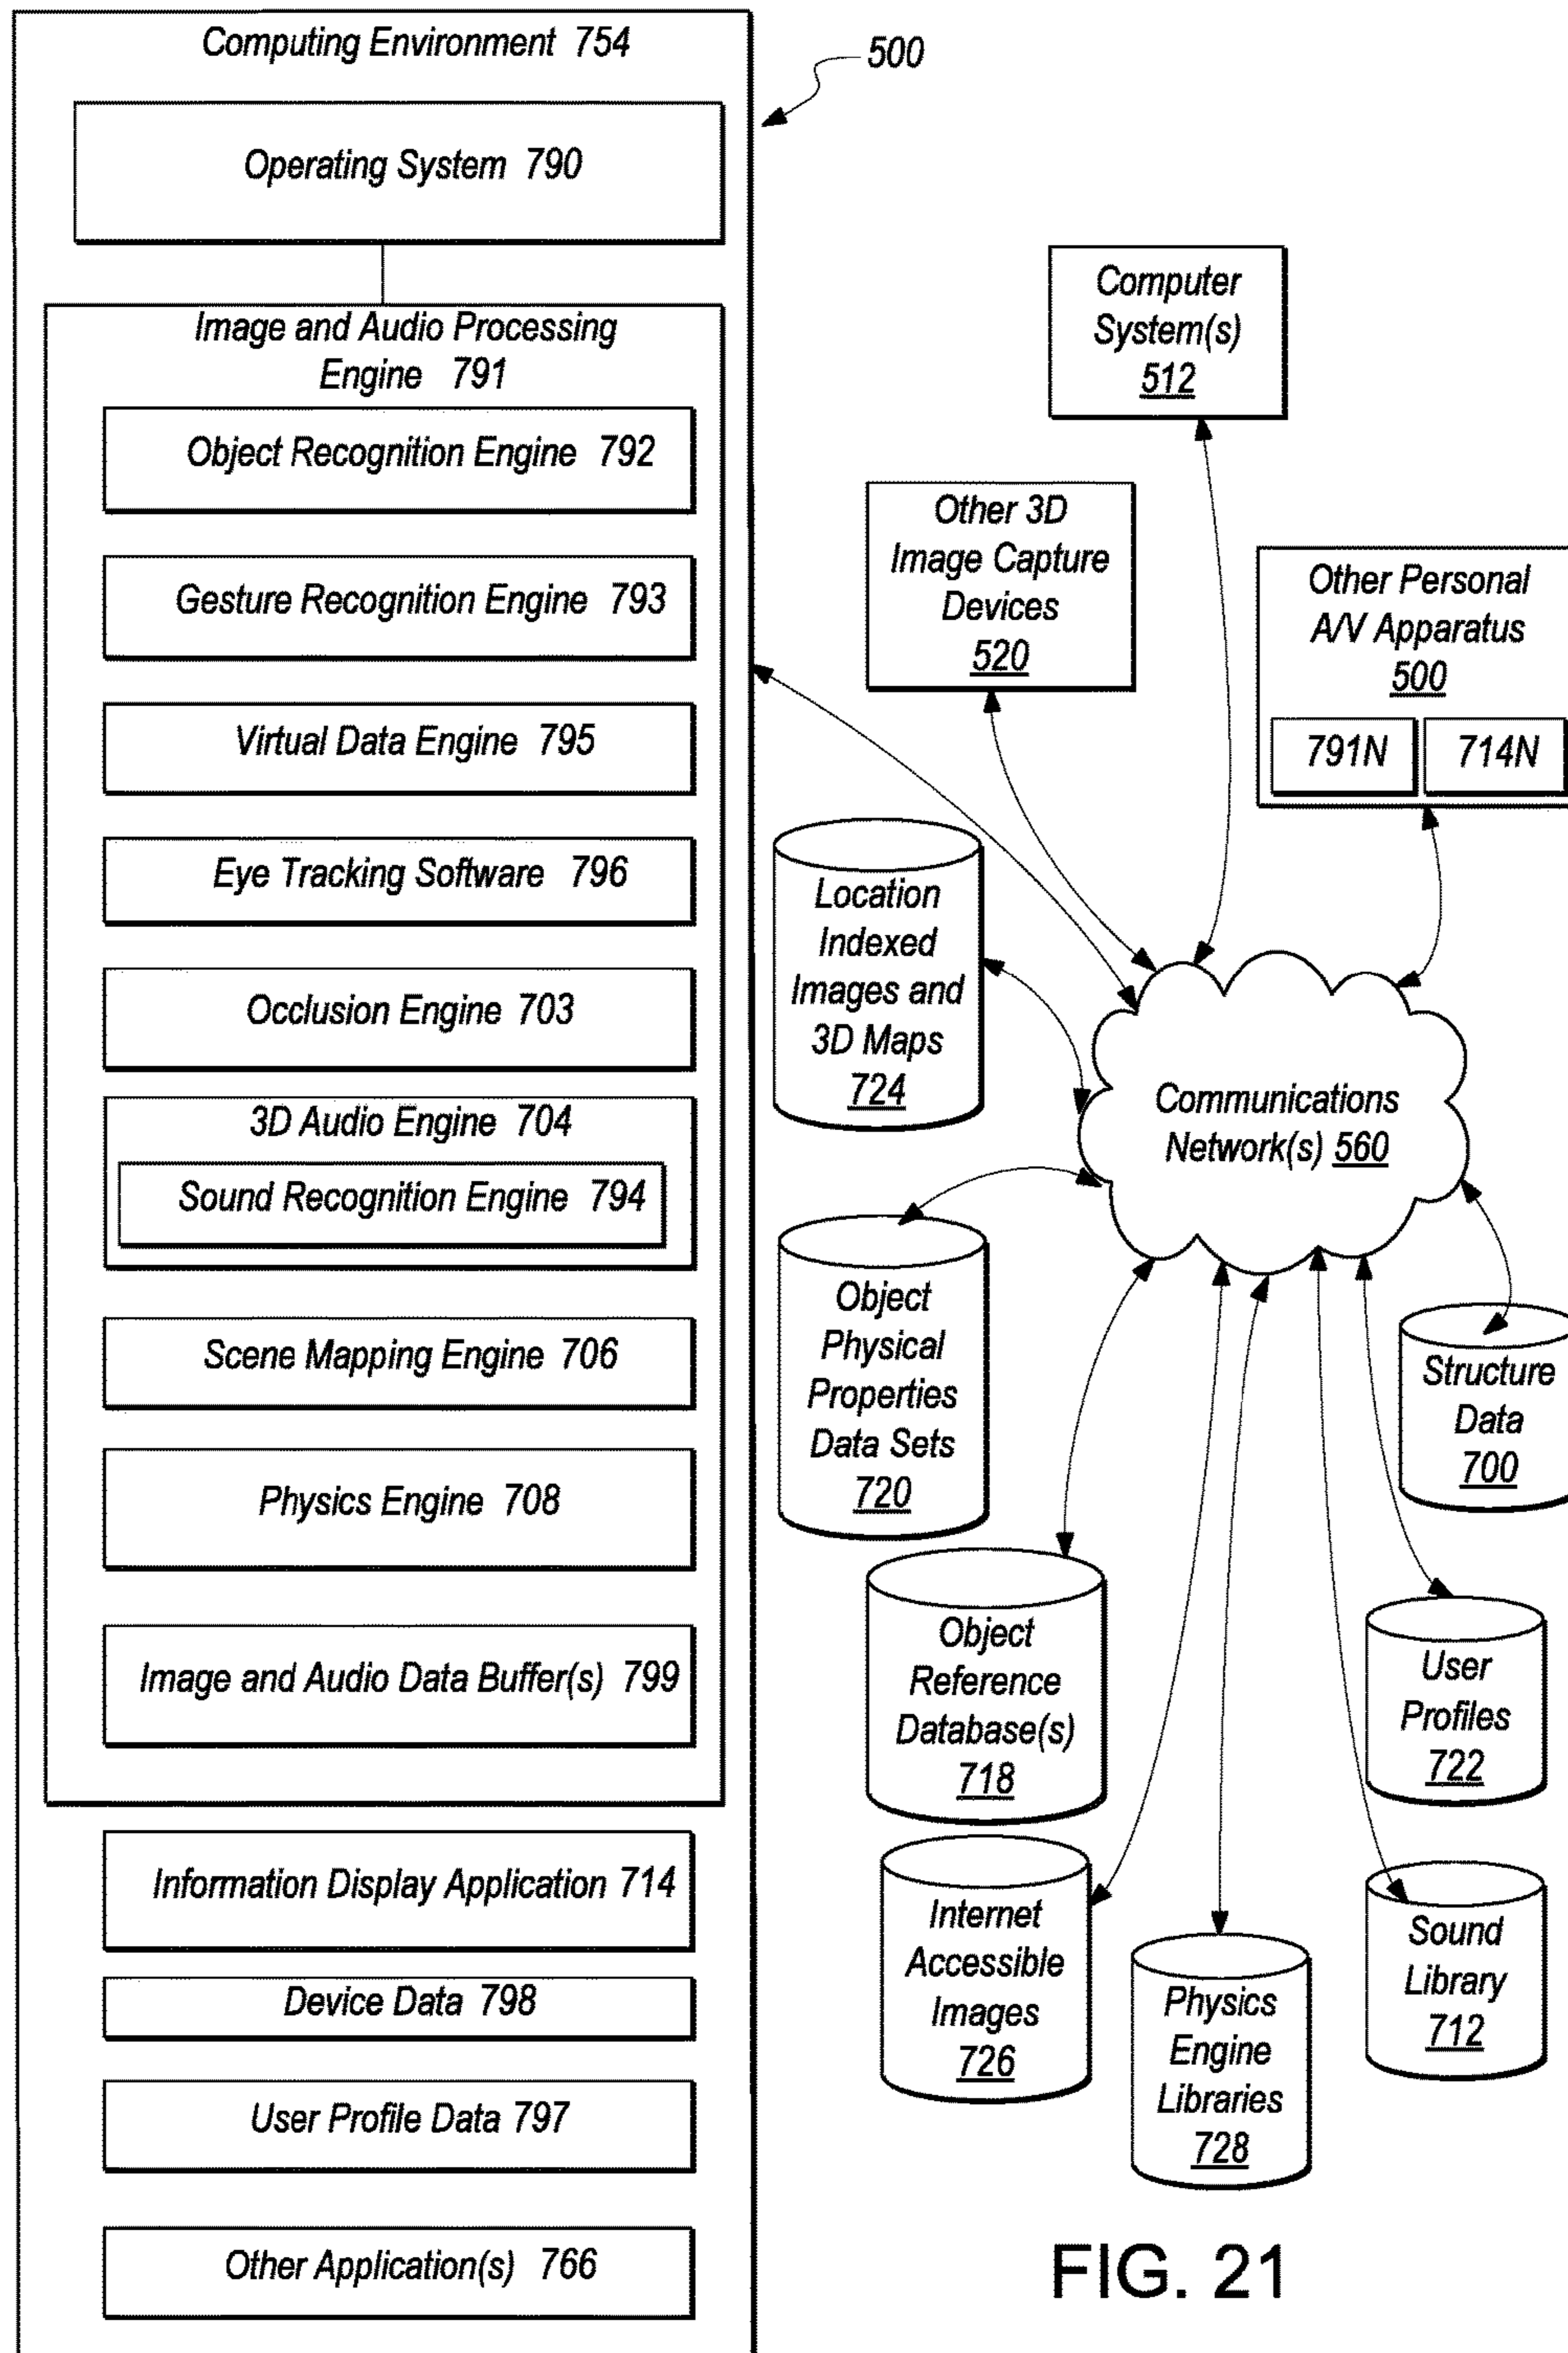 Computing Environment 754
500
Operating System 790
Image and Audio Processing
Engine 791
Object Recognition Engine 792
Gesture Recognition Engine 793
Virtual Data Engine 795
Eye Tracking Software 796
Occlusion Engine 703
3D Audio Engine 704
Sound Recognition Engine 794
Scene Mapping Engine 706
Physics Engine 708
Image and Audio Data Buffer(s) 799
Information Display Application 714
Device Data 798
User Profile Data 797
Other Application(s) 766
Computer
System(s)
512
Other 3D
Image Capture
Devices
520
Other Personal
A/V Apparatus
500
791N
714N
Location
Indexed
Images and
3D Maps
724
Communications
Network(s) 560
Object
Physical
Properties
Data Sets
720
Structure
Data
700
Object
Reference
Database(s)
718
User
Profiles
722
Internet
Accessible
Images
726
Physics
Engine
Libraries
728
Sound
Library
712
FIG. 21